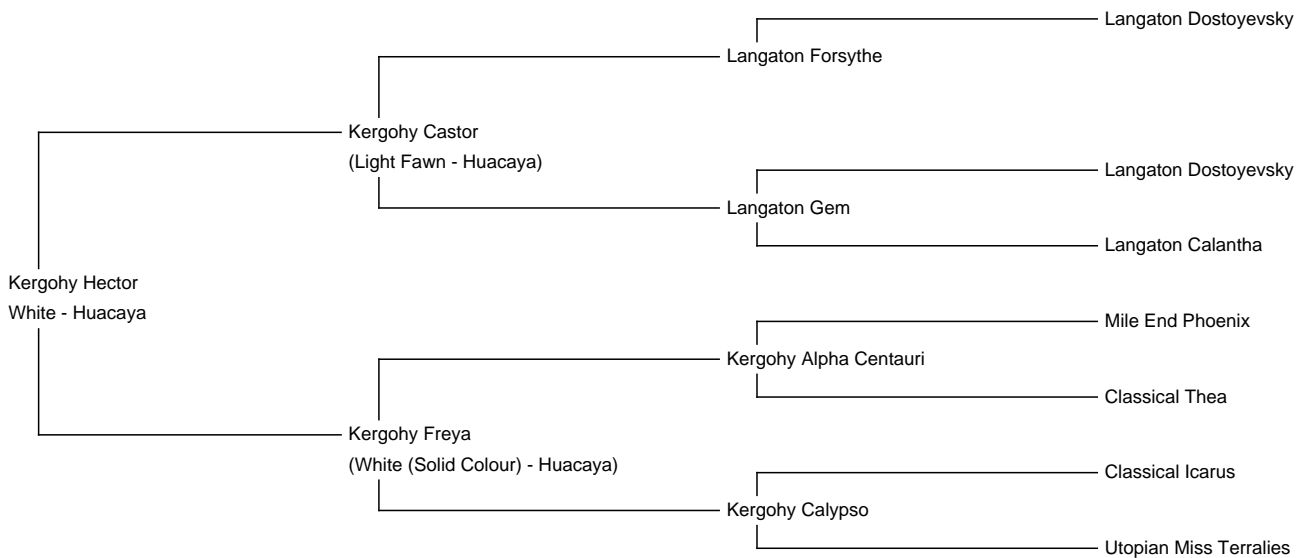 Langaton Dostoyevsky
Langaton Forsythe
Kergohy Castor
(Light Fawn - Huacaya)
Langaton Dostoyevsky
Langaton Gem
Langaton Calantha
Kergohy Hector
White - Huacaya
Mile End Phoenix
Kergohy Alpha Centauri
Classical Thea
Kergohy Freya
(White (Solid Colour) - Huacaya)
Classical Icarus
Kergohy Calypso
Utopian Miss Terralies